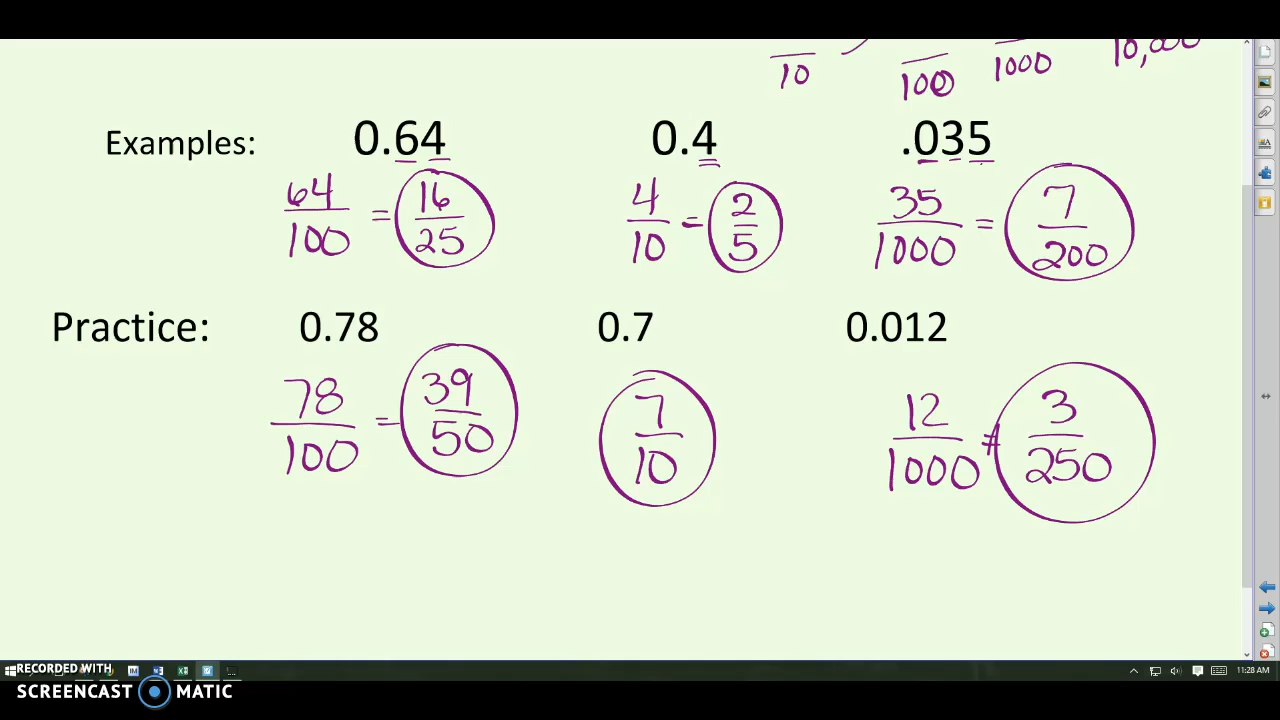 10 100 1000 10,000
Examples: 0.64 0.4 .035
64/100 = 16/25 4/10 = 2/5 35/1000 = 7/200
Practice: 0.78 0.7 0.012
78/100 = 39/50 7/10 12/1000 = 3/250
RECORDED WITH
SCREENCAST MATIC
11:28 AM